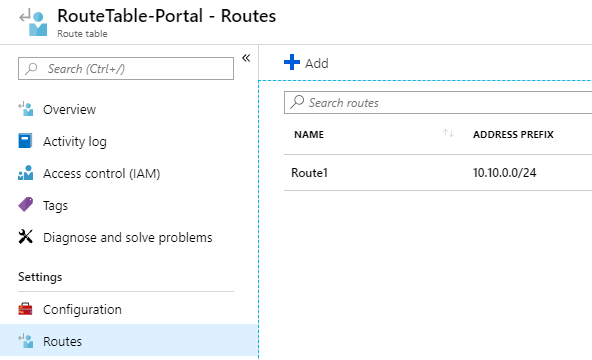 RouteTable-Portal - Routes
Route table
Search (Ctrl+/)
«
Overview
Activity log
Access control (IAM)
Tags
Diagnose and solve problems
Settings
Configuration
Routes
Add
Search routes
NAME ADDRESS PREFIX
Route1 10.10.0.0/24